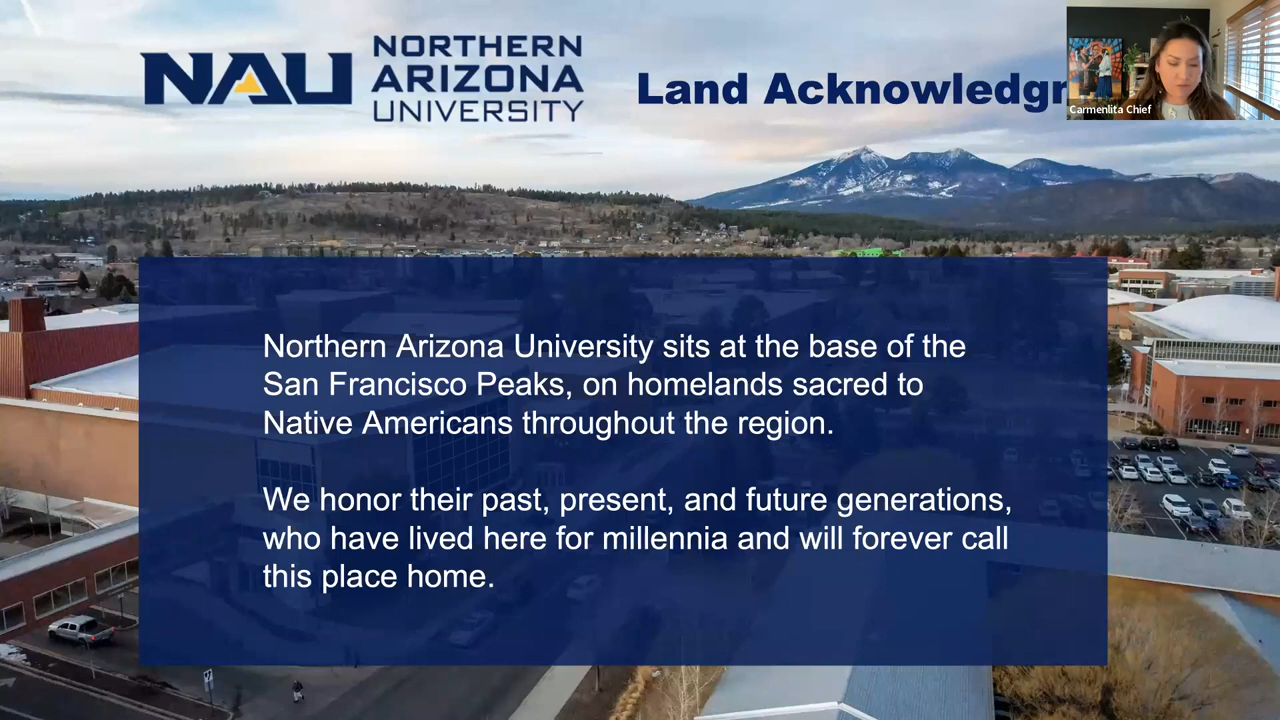 NAU
NORTHERN
ARIZONA
UNIVERSITY
Land Acknowledg
Carmenlita Chief
Northern Arizona University sits at the base of the
San Francisco Peaks, on homelands sacred to
Native Americans throughout the region.
We honor their past, present, and future generations,
who have lived here for millennia and will forever call
this place home.